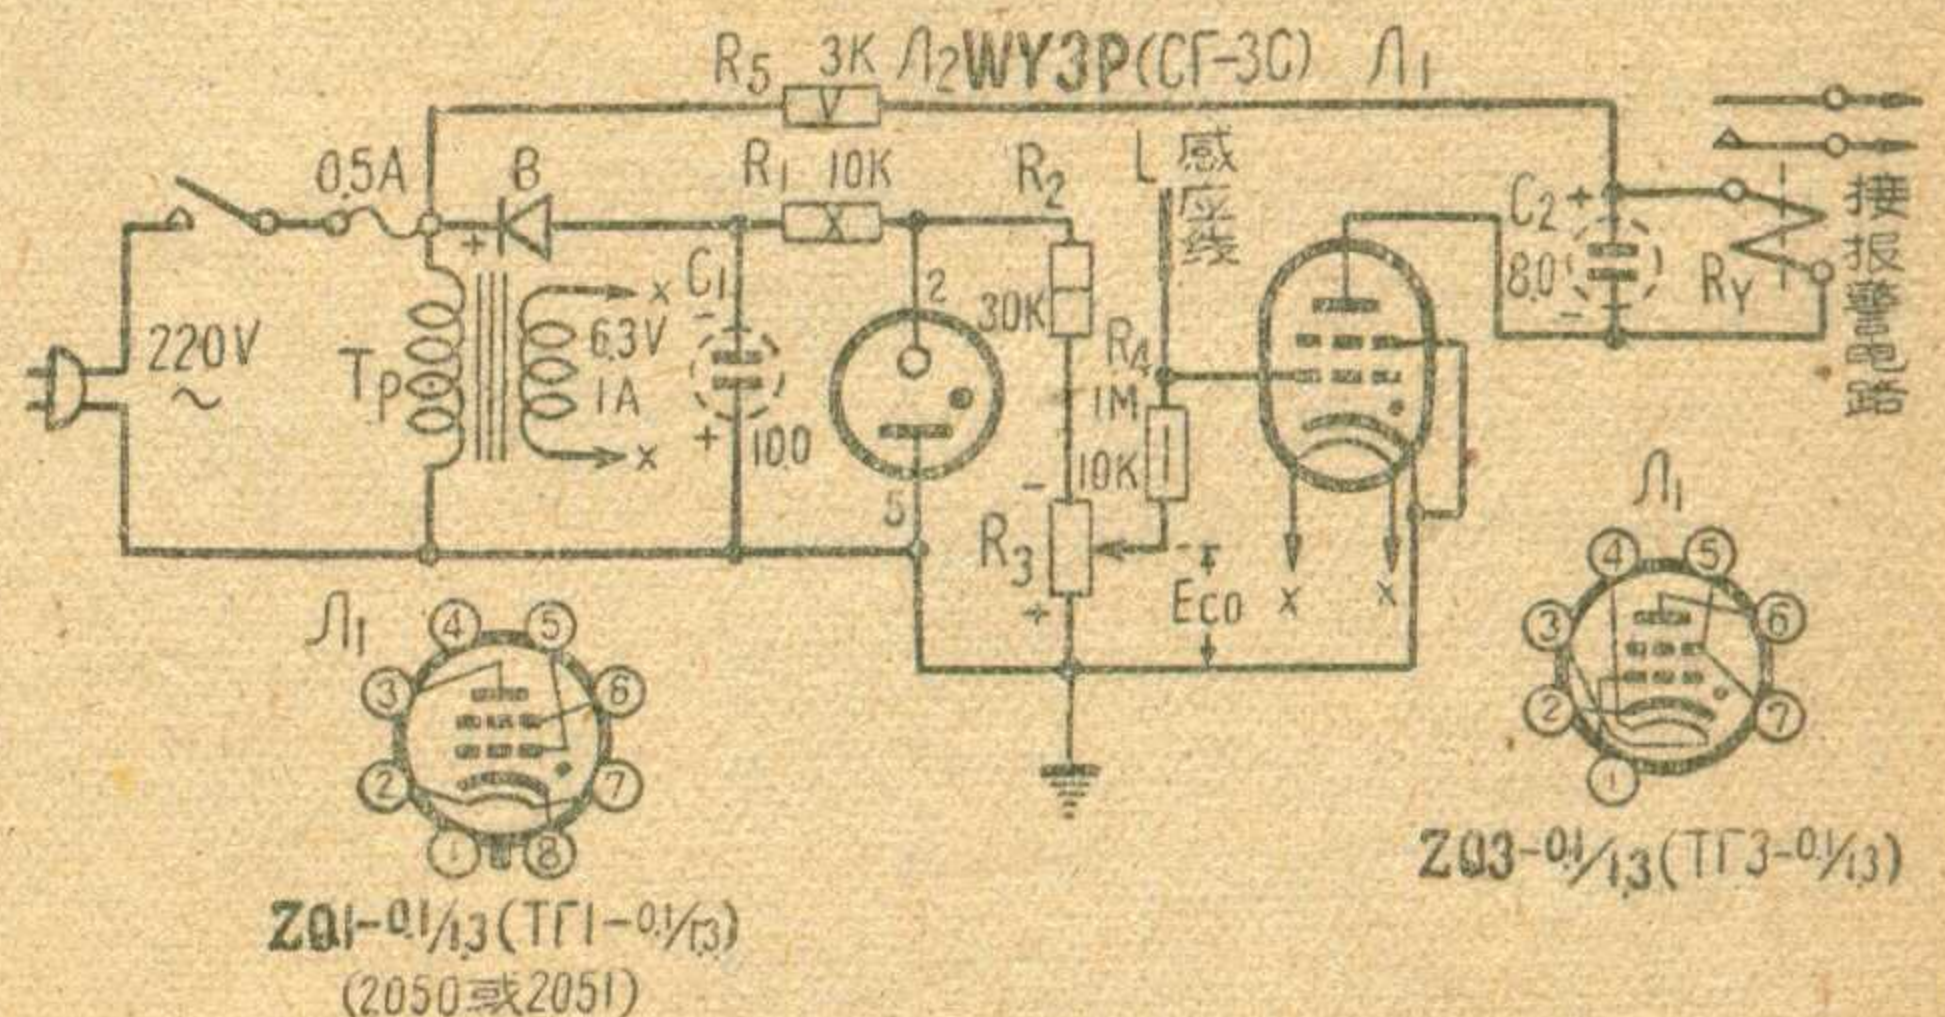 R5 3K Л2WY3P(СГ-3С) Л1
0.5A
B
R1 10K
R2
L
感应线
C2
+
8.0
RY
接报警电路
220V
~
TP
+
x
6.3V
1A
x
C1
-
+
10.0
2
5
30K
R4
1M
10K
-
R3
+
Eco
x
x
-
Л1
4
5
3
6
2
7
1
8
ZQ1-0.1/1.3(ТГ1-0.1/1.3)
(2050或2051)
Л1
4
5
3
6
2
7
1
ZQ3-0.1/1.3(ТГ3-0.1/1.3)